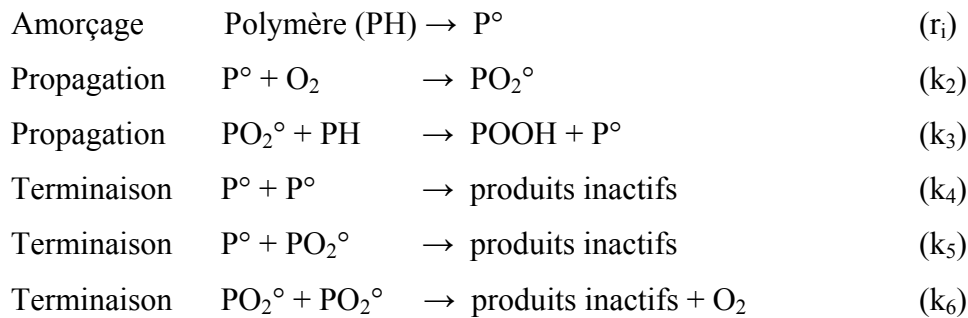 Amorçage Polymère (PH) → P° (rᵢ)
Propagation P° + O₂ → PO₂° (k₂)
Propagation PO₂° + PH → POOH + P° (k₃)
Terminaison P° + P° → produits inactifs (k₄)
Terminaison P° + PO₂° → produits inactifs (k₅)
Terminaison PO₂° + PO₂° → produits inactifs + O₂ (k₆)